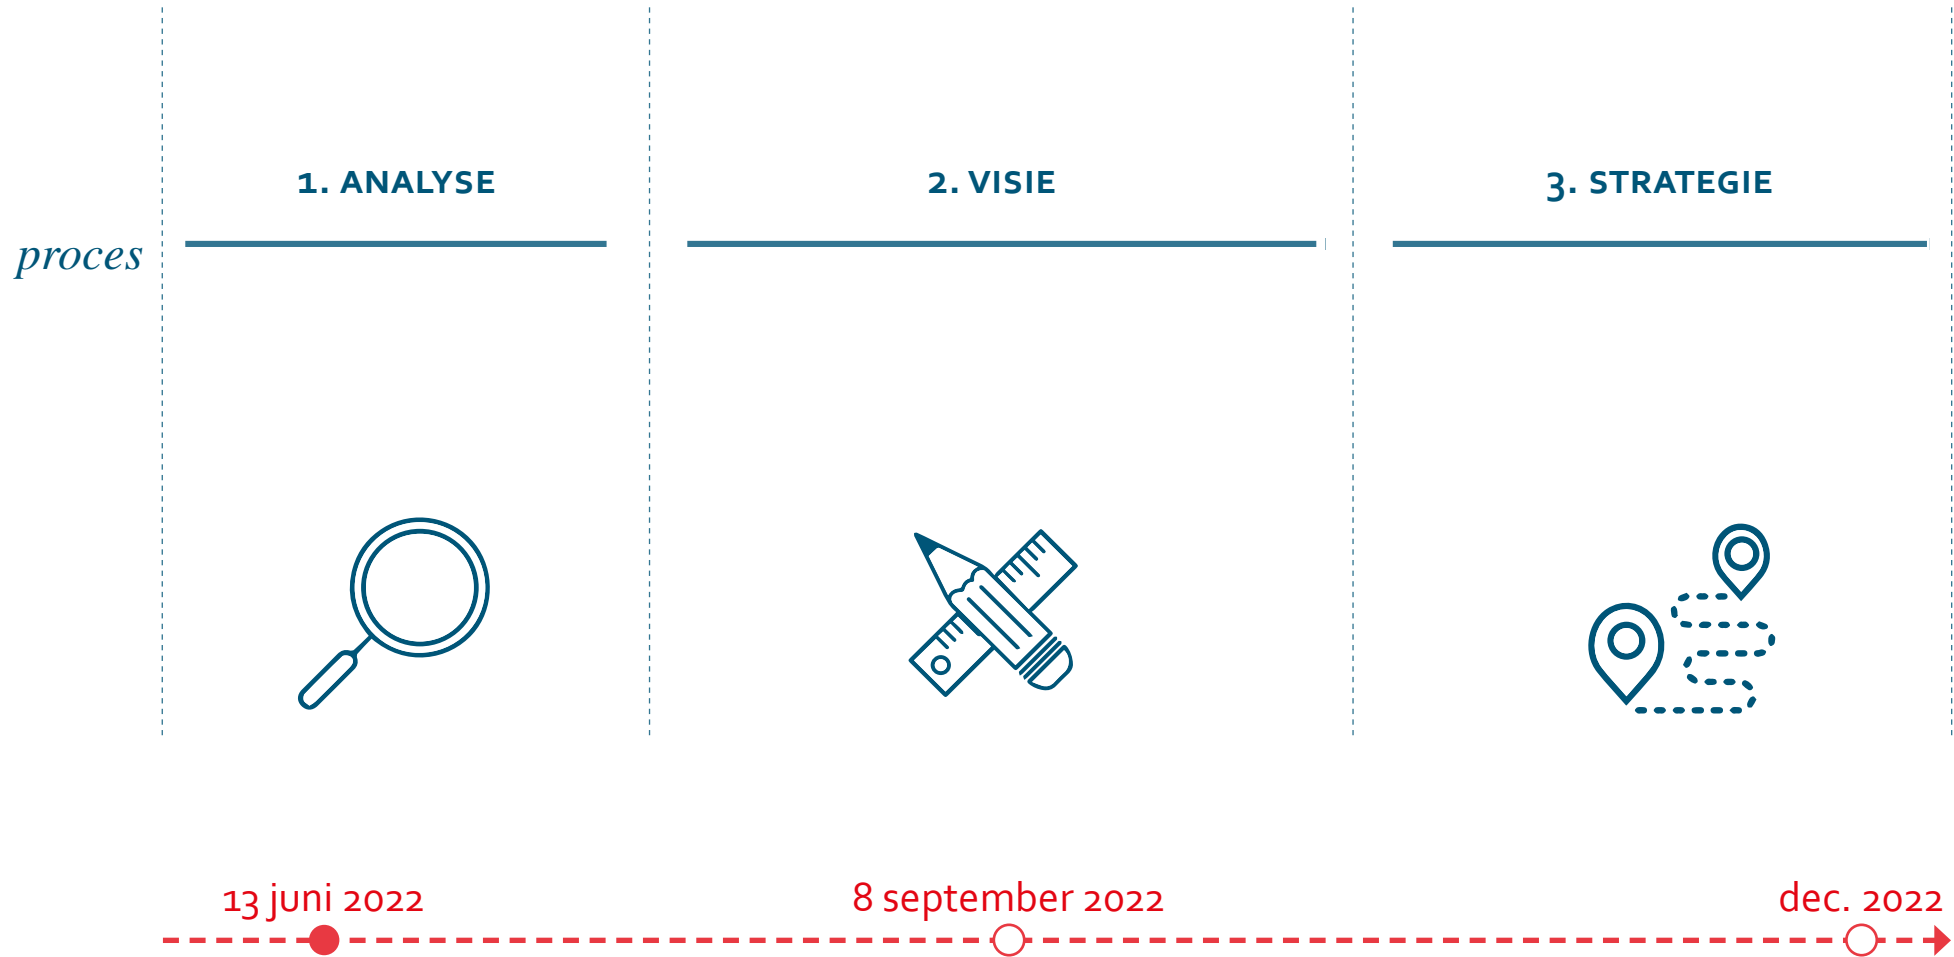 1. ANALYSE
2. VISIE
3. STRATEGIE
proces
13 juni 2022
8 september 2022
dec. 2022